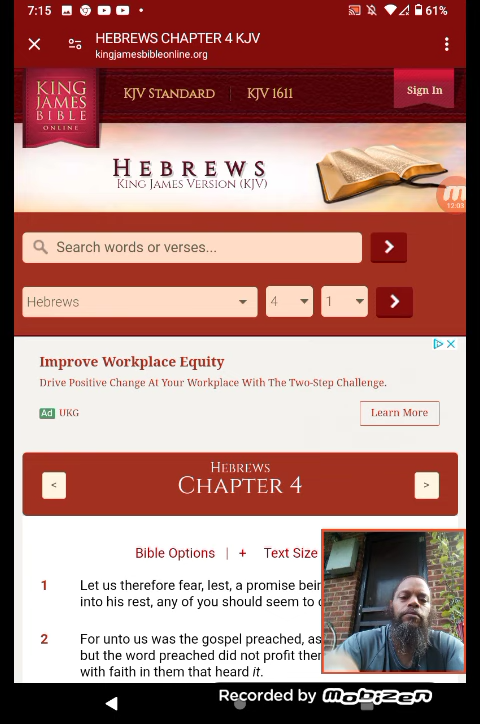 7:15
61%
HEBREWS CHAPTER 4 KJV
kingjamesbibleonline.org
KING
JAMES
BIBLE
ONLINE
KJV STANDARD
KJV 1611
Sign In
HEBREWS
KING JAMES VERSION (KJV)
12:03
Search words or verses...
Hebrews
4
1
Improve Workplace Equity
Drive Positive Change At Your Workplace With The Two-Step Challenge.
Ad UKG
Learn More
<
HEBREWS
CHAPTER 4
>
Bible Options | + Text Size
1 Let us therefore fear, lest, a promise
into his rest, any of you should seem to
2 For unto us was the gospel preached, as
but the word preached did not profit
with faith in them that heard it.
Recorded by MOBIZEN